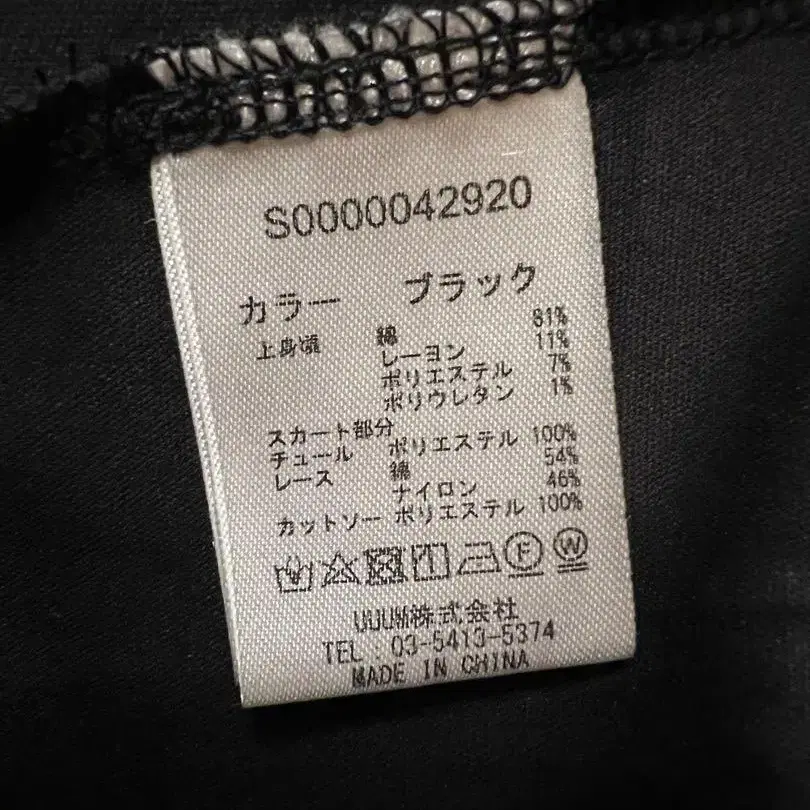 S0000042920
カラー ブラック
上身頃 綿 81%
レーヨン 11%
ポリエステル 7%
ポリウレタン 1%
スカート部分
チュール ポリエステル 100%
レース 綿 54%
ナイロン 46%
カットソー ポリエステル 100%
F W
UUUM株式会社
TEL : 03-5413-5374
MADE IN CHINA